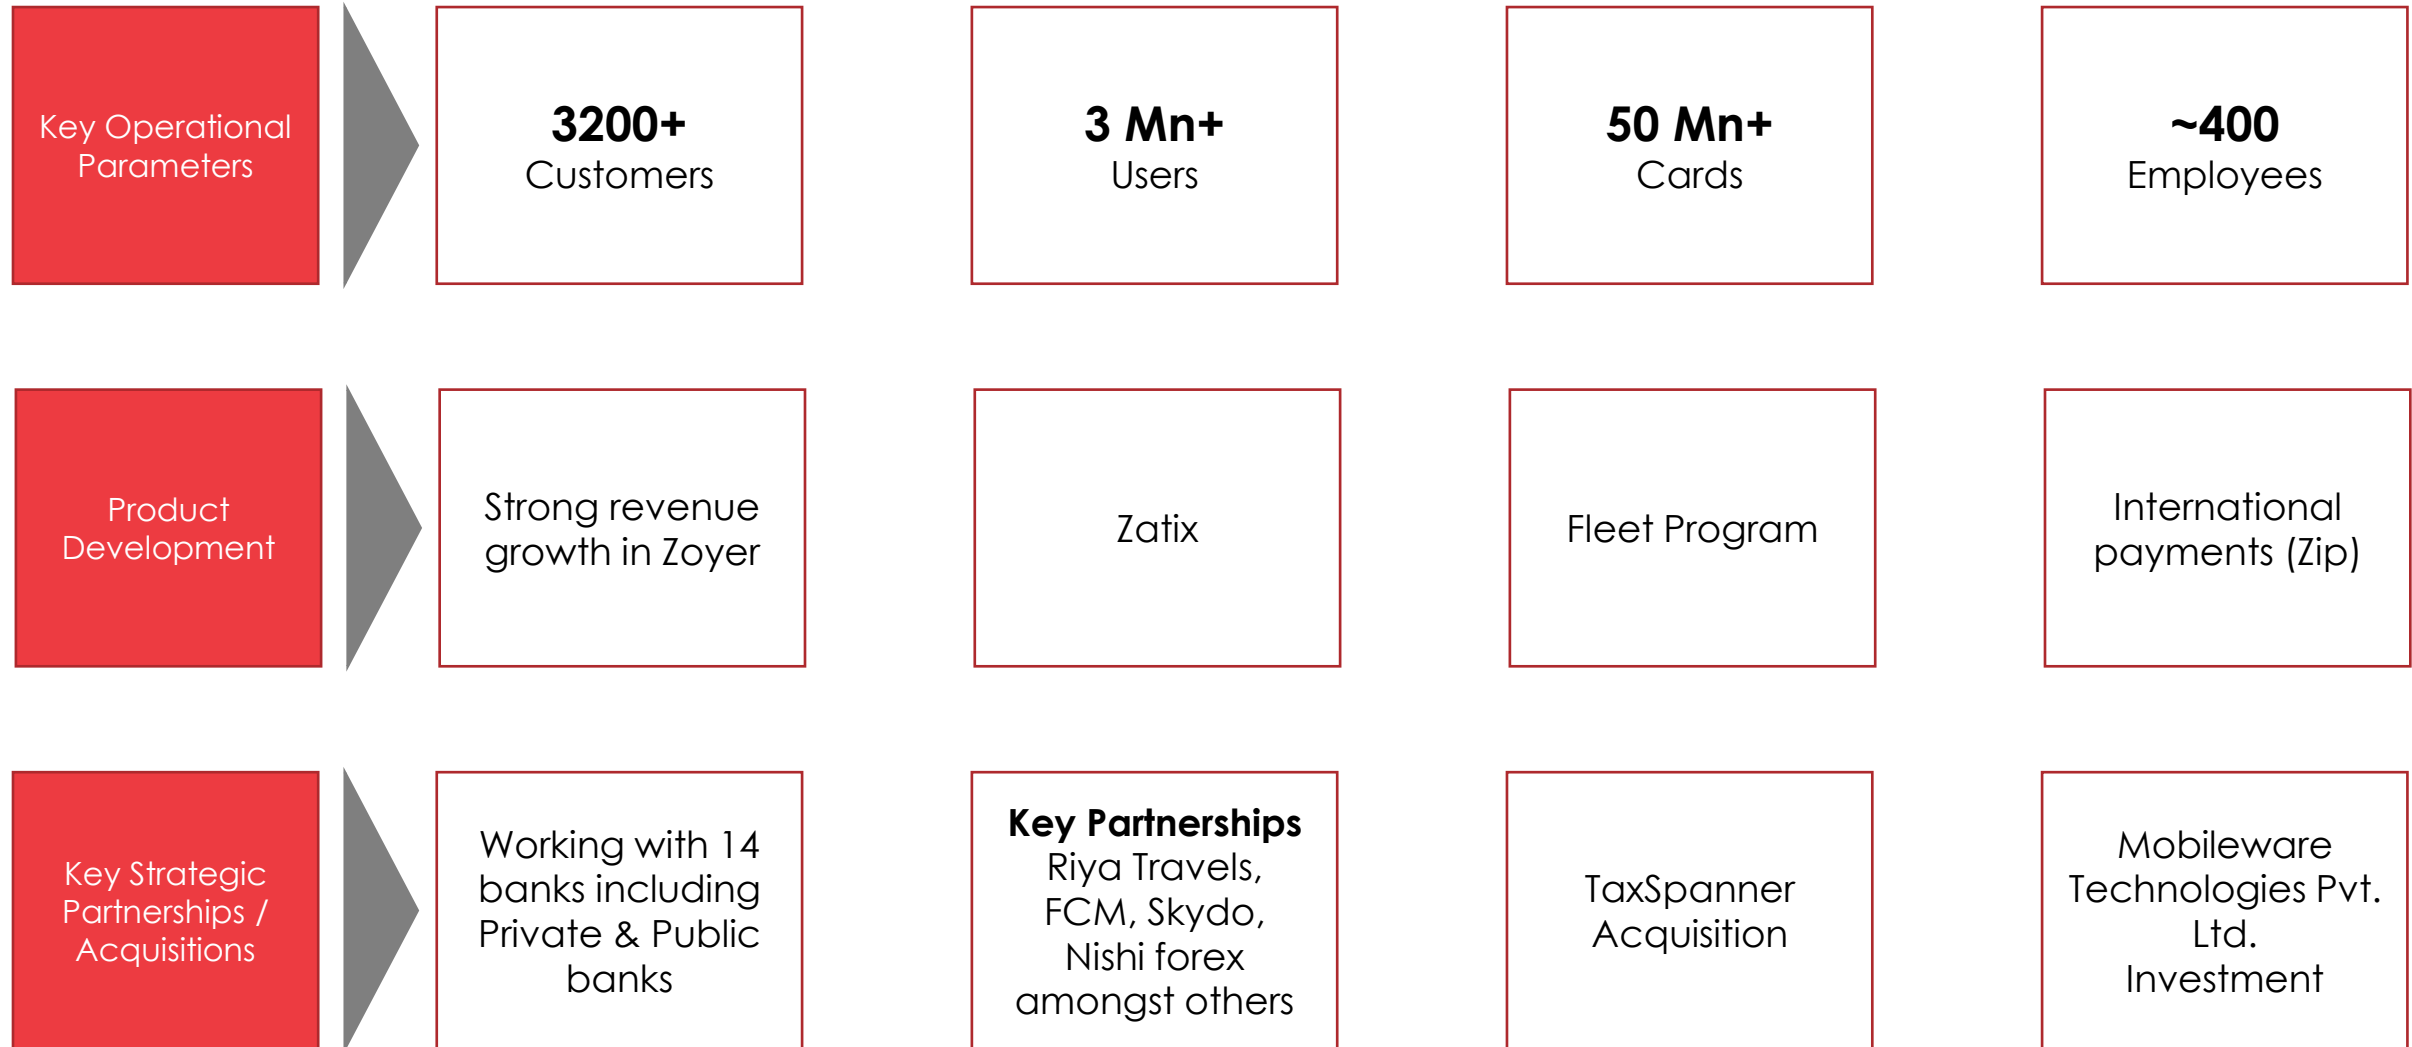 Key Operational
Parameters
3200+
Customers
3 Mn+
Users
50 Mn+
Cards
~400
Employees
Product
Development
Strong revenue
growth in Zoyer
Zatix
Fleet Program
International
payments (Zip)
Key Strategic
Partnerships /
Acquisitions
Working with 14
banks including
Private & Public
banks
Key Partnerships
Riya Travels,
FCM, Skydo,
Nishi forex
amongst others
TaxSpanner
Acquisition
Mobileware
Technologies Pvt.
Ltd.
Investment